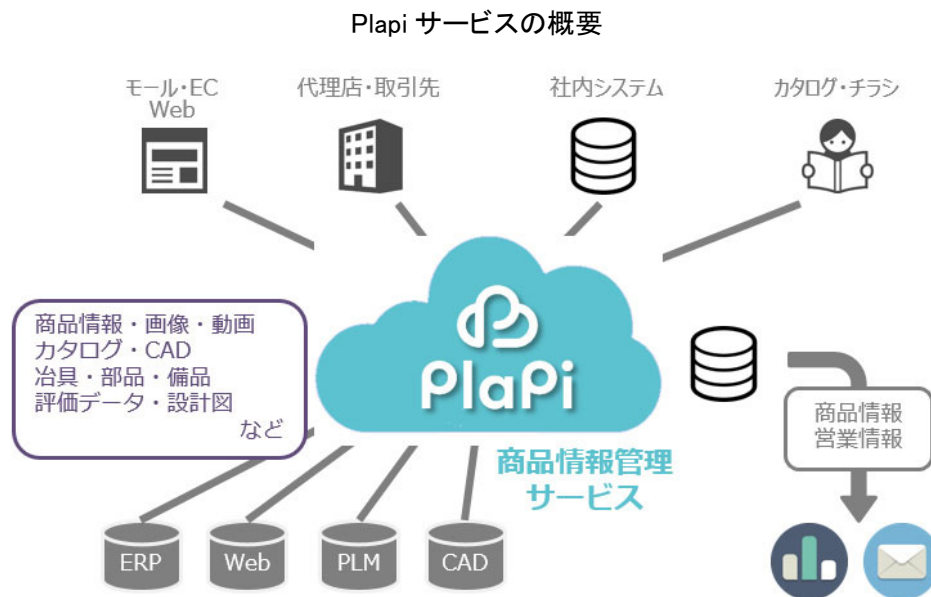 Plapi サービスの概要
モール・EC
Web
代理店・取引先
社内システム
カタログ・チラシ
商品情報・画像・動画
カタログ・CAD
冶具・部品・備品
評価データ・設計図
など
PlaPi
商品情報管理
サービス
商品情報
営業情報
ERP
Web
PLM
CAD